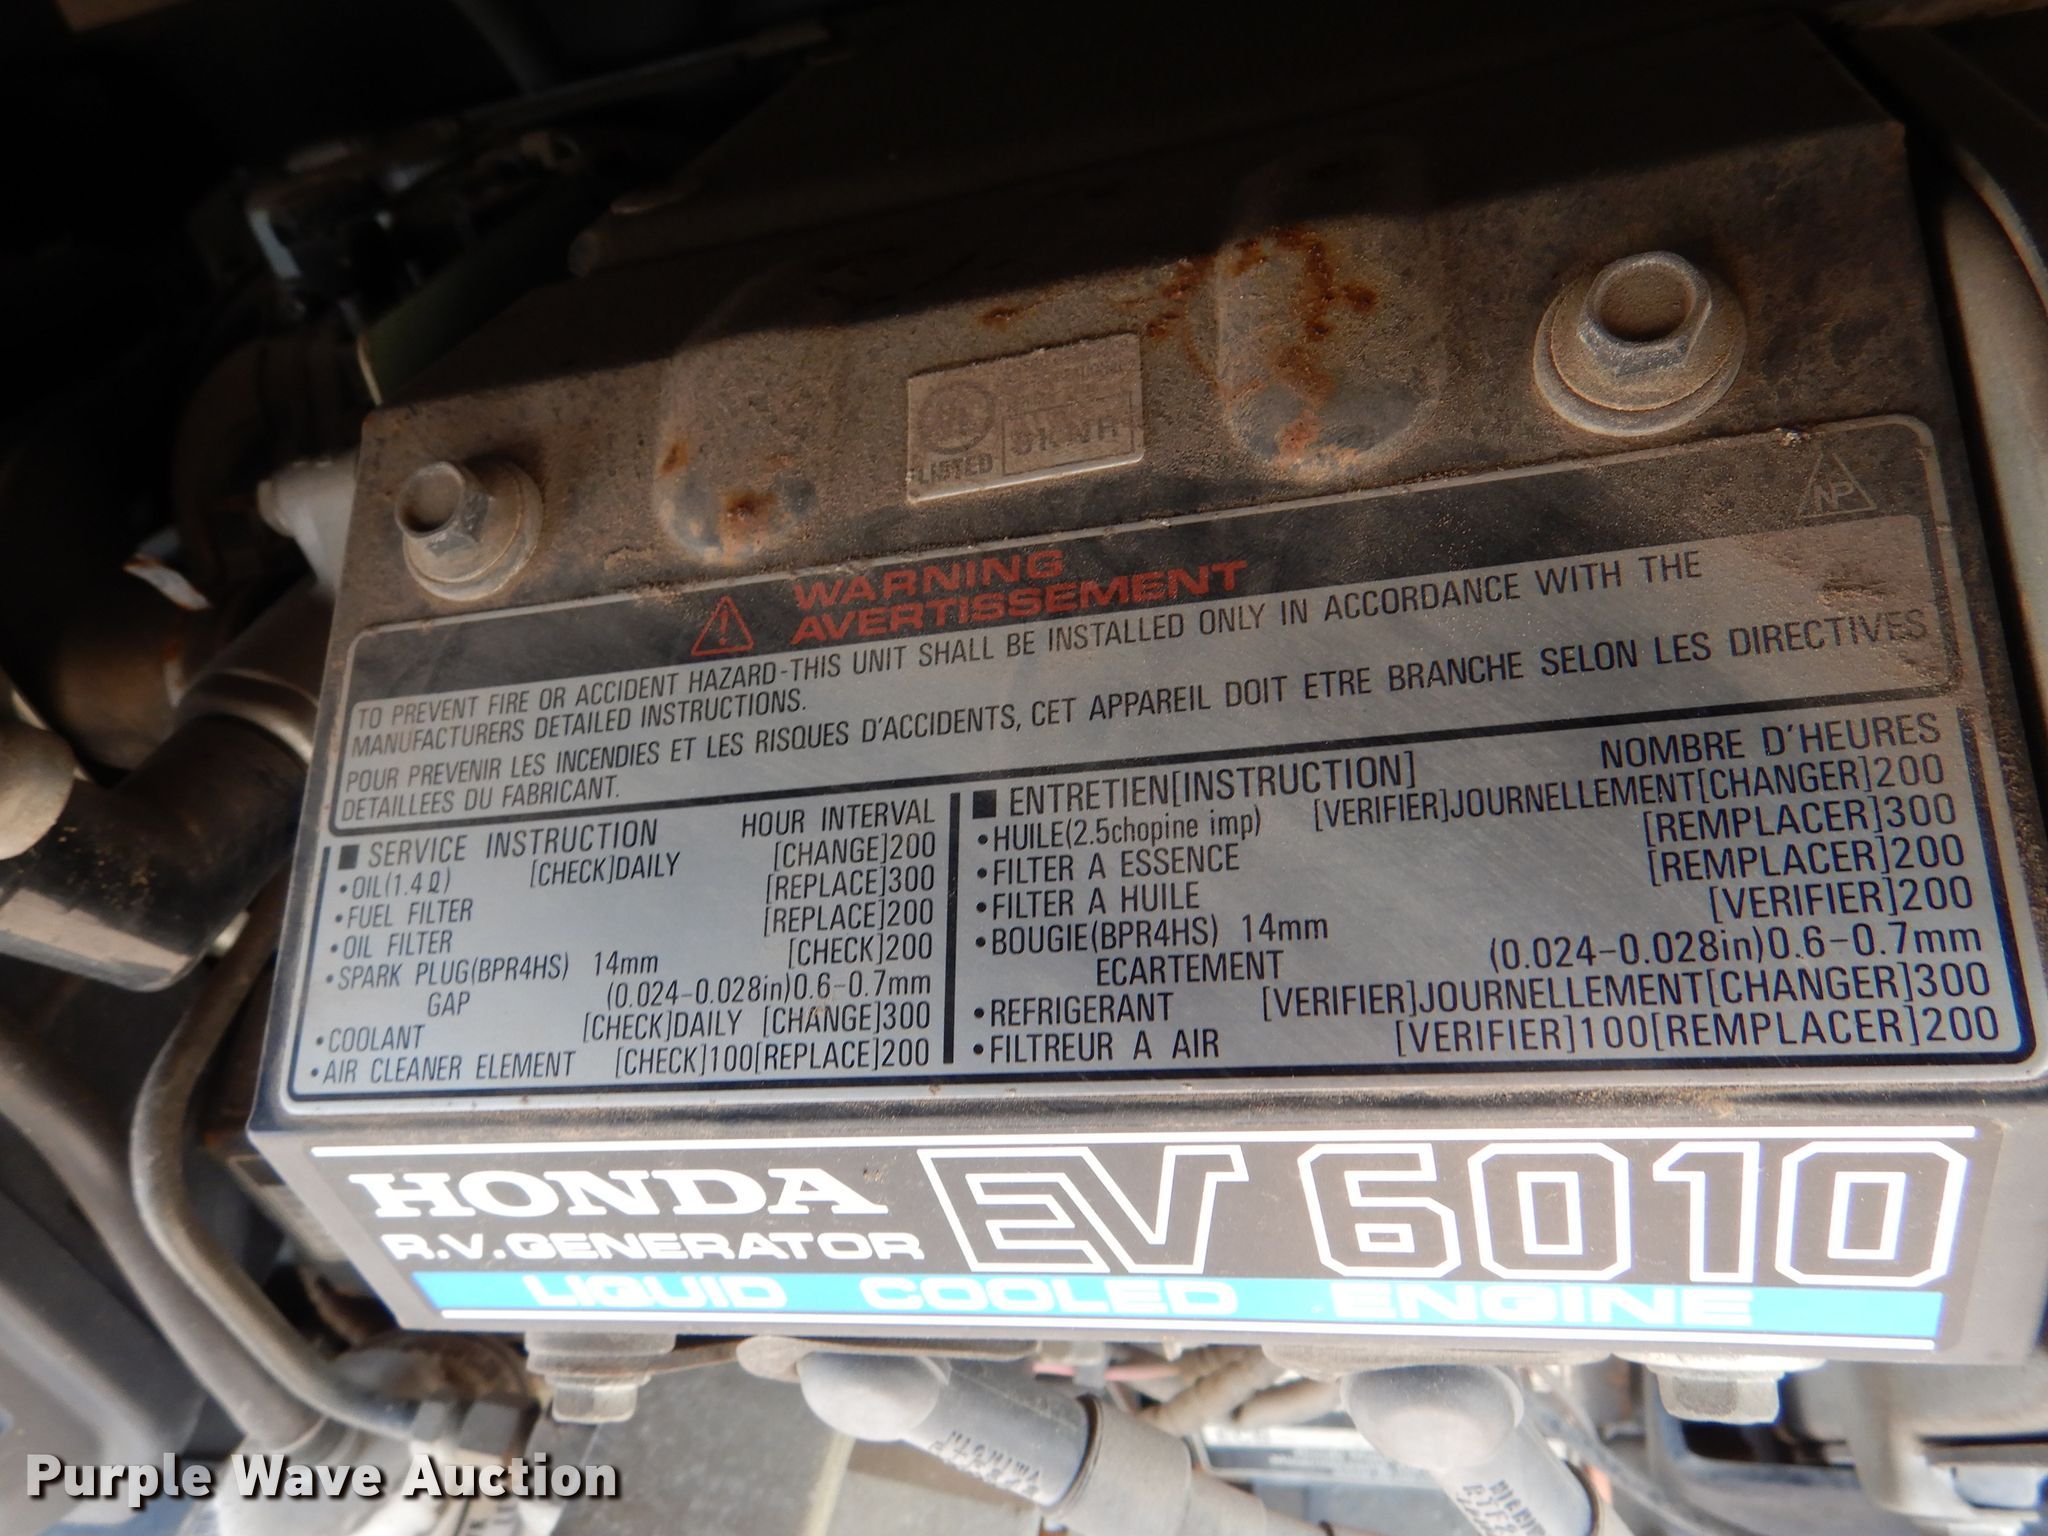 UL
LISTED
WARNING
AVERTISSEMENT
NP
TO PREVENT FIRE OR ACCIDENT HAZARD-THIS UNIT SHALL BE INSTALLED ONLY IN ACCORDANCE WITH THE
MANUFACTURERS DETAILED INSTRUCTIONS.
POUR PREVENIR LES INCENDIES ET LES RISQUES D'ACCIDENTS, CET APPAREIL DOIT ETRE BRANCHE SELON LES DIRECTIVES
DETAILLEES DU FABRICANT.
■ SERVICE INSTRUCTION HOUR INTERVAL
•OIL(1.4ℓ) [CHECK]DAILY [CHANGE]200
•FUEL FILTER [REPLACE]300
•OIL FILTER [REPLACE]200
•SPARK PLUG(BPR4HS) 14mm [CHECK]200
GAP (0.024-0.028in)0.6-0.7mm
•COOLANT [CHECK]DAILY [CHANGE]300
•AIR CLEANER ELEMENT [CHECK]100[REPLACE]200
■ ENTRETIEN[INSTRUCTION] NOMBRE D'HEURES
•HUILE(2.5chopine imp) [VERIFIER]JOURNELLEMENT[CHANGER]200
•FILTER A ESSENCE [REMPLACER]300
•FILTER A HUILE [REMPLACER]200
•BOUGIE(BPR4HS) 14mm [VERIFIER]200
ECARTEMENT (0.024-0.028in)0.6-0.7mm
•REFRIGERANT [VERIFIER]JOURNELLEMENT[CHANGER]300
•FILTREUR A AIR [VERIFIER]100[REMPLACER]200
HONDA EV 6010
R.V. GENERATOR
LIQUID COOLED ENGINE
Purple Wave Auction